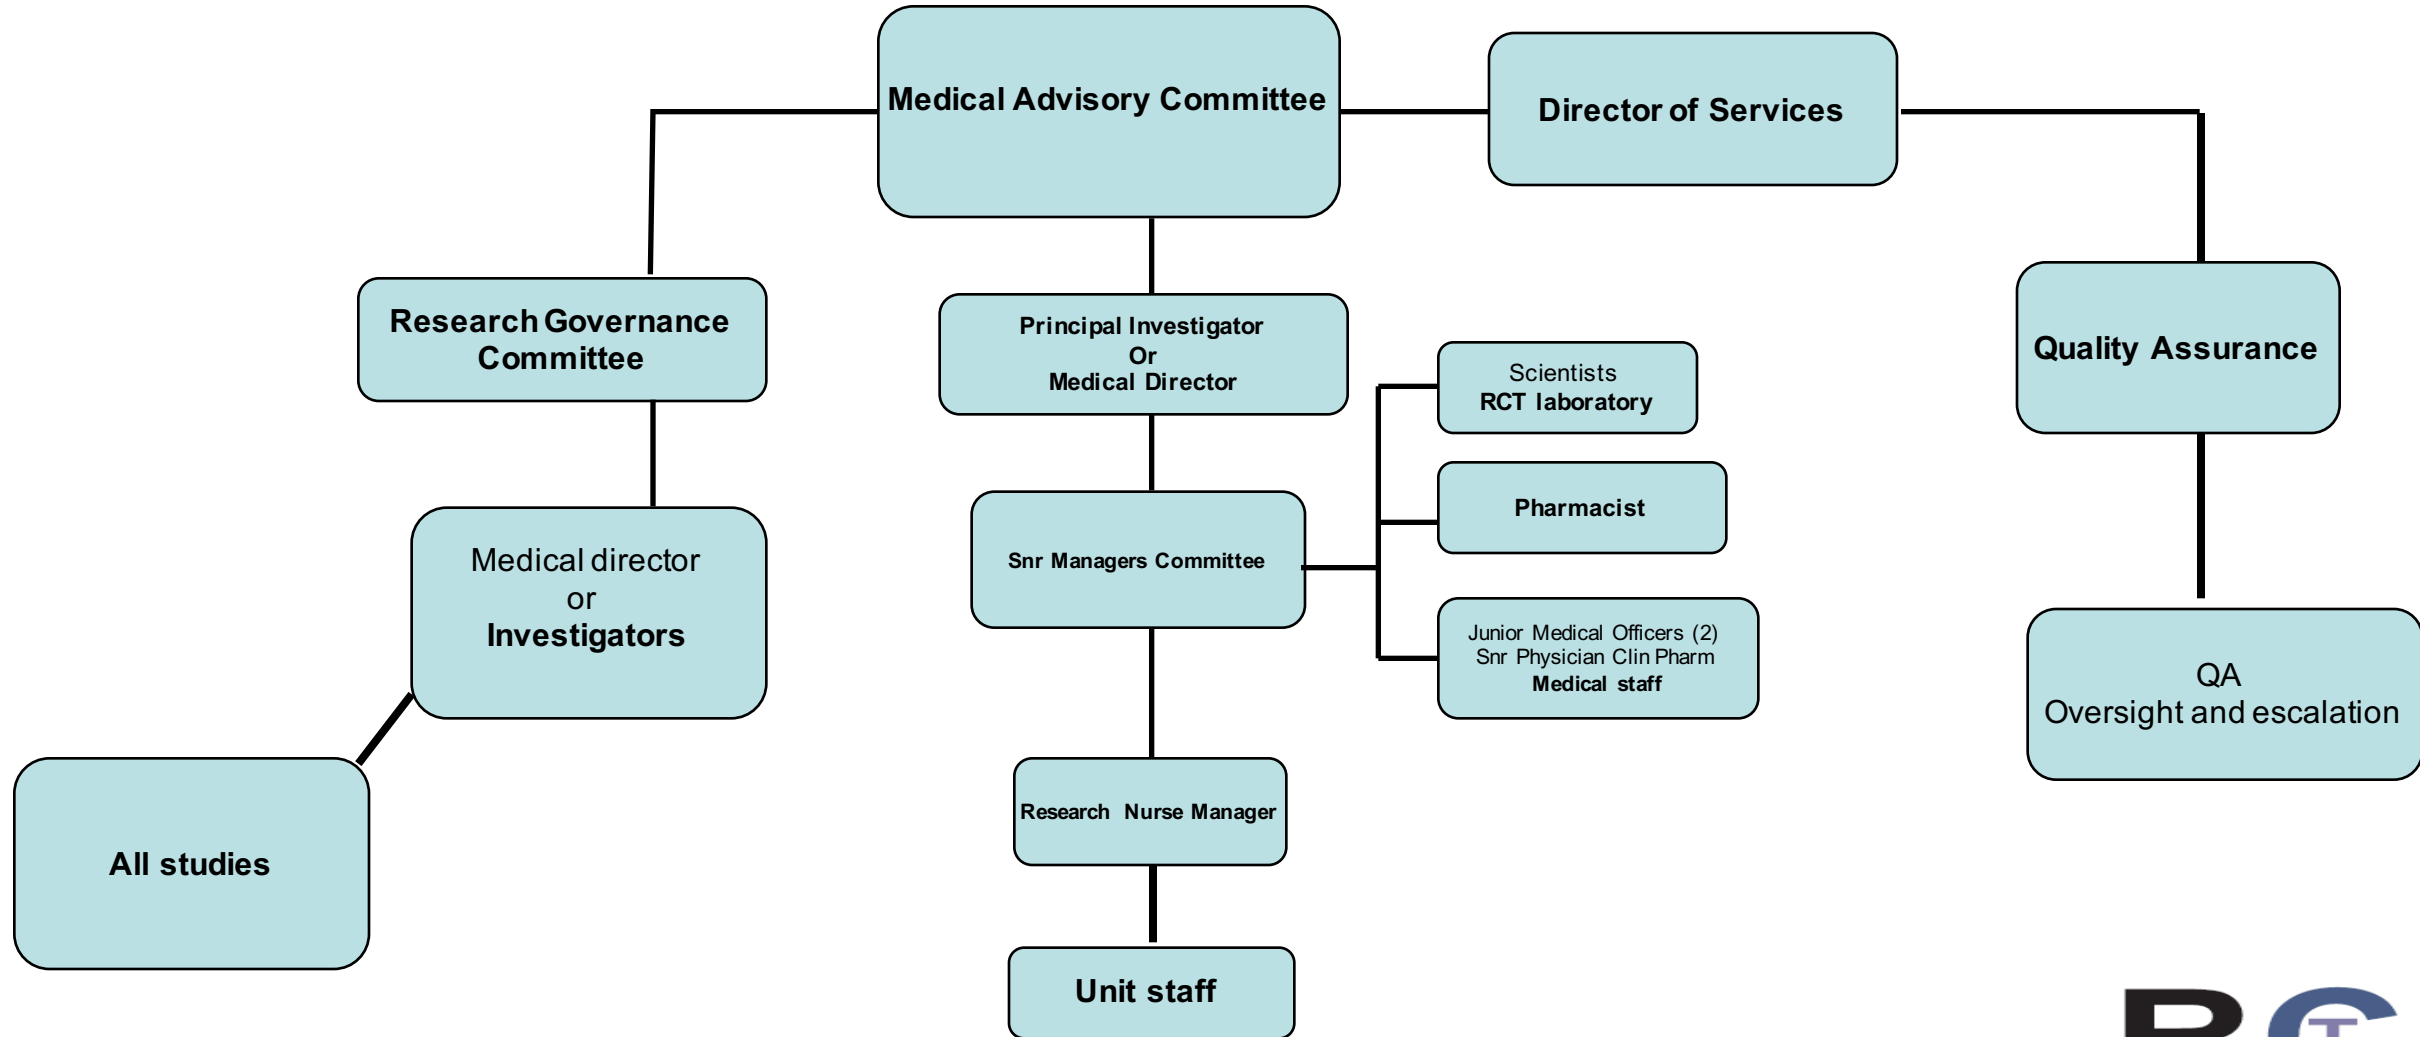 Medical Advisory Committee
Director of Services
Research Governance
Committee
Principal Investigator
Or
Medical Director
Quality Assurance
Scientists
RCT laboratory
Pharmacist
Medical director
or
Investigators
Snr Managers Committee
Junior Medical Officers (2)
Snr Physician Clin Pharm
Medical staff
QA
Oversight and escalation
All studies
Research Nurse Manager
Unit staff